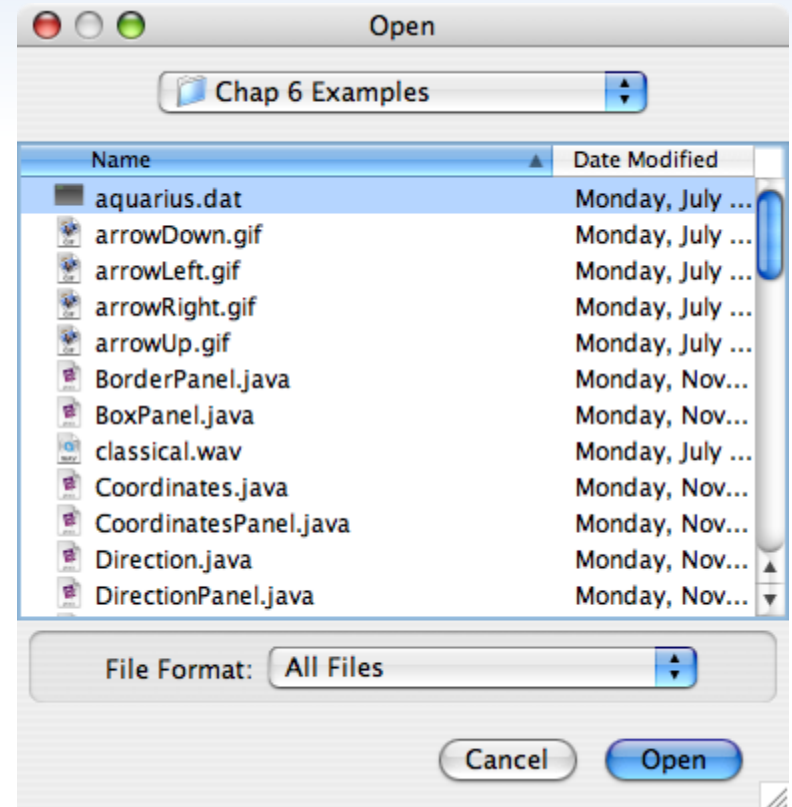 Open
Chap 6 Examples
Name Date Modified
aquarius.dat Monday, July ...
arrowDown.gif Monday, July ...
arrowLeft.gif Monday, July ...
arrowRight.gif Monday, July ...
arrowUp.gif Monday, July ...
BorderPanel.java Monday, Nov...
BoxPanel.java Monday, Nov...
classical.wav Monday, July ...
Coordinates.java Monday, Nov...
CoordinatesPanel.java Monday, Nov...
Direction.java Monday, Nov...
DirectionPanel.java Monday, Nov...
File Format: All Files
Cancel Open